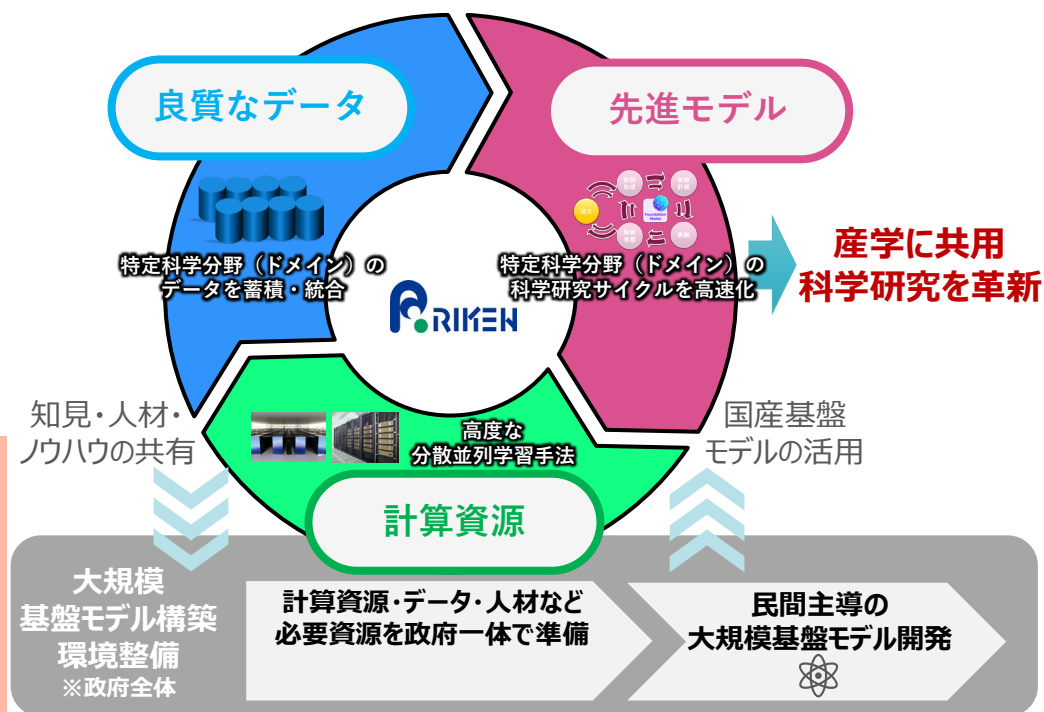 良質なデータ
先進モデル
特定科学分野（ドメイン）の
データを蓄積・統合
Foundation
Model
特定科学分野（ドメイン）の
科学研究サイクルを高速化
RIKEN
産学に共用
科学研究を革新
知見・人材・
ノウハウの共有
高度な
分散並列学習手法
国産基盤
モデルの活用
計算資源
大規模
基盤モデル構築
環境整備
※政府全体
計算資源・データ・人材など
必要資源を政府一体で準備
民間主導の
大規模基盤モデル開発